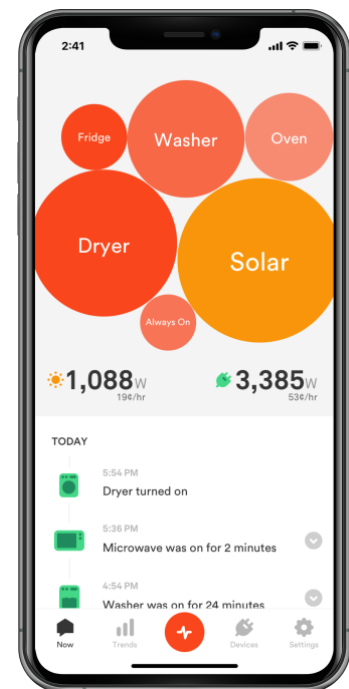 2:41
Fridge
Washer
Oven
Dryer
Solar
Always On
1,088W
19¢/hr
3,385W
53¢/hr
TODAY
5:54 PM
Dryer turned on
5:36 PM
Microwave was on for 2 minutes
4:54 PM
Washer was on for 24 minutes
Now
Trends
Devices
Settings